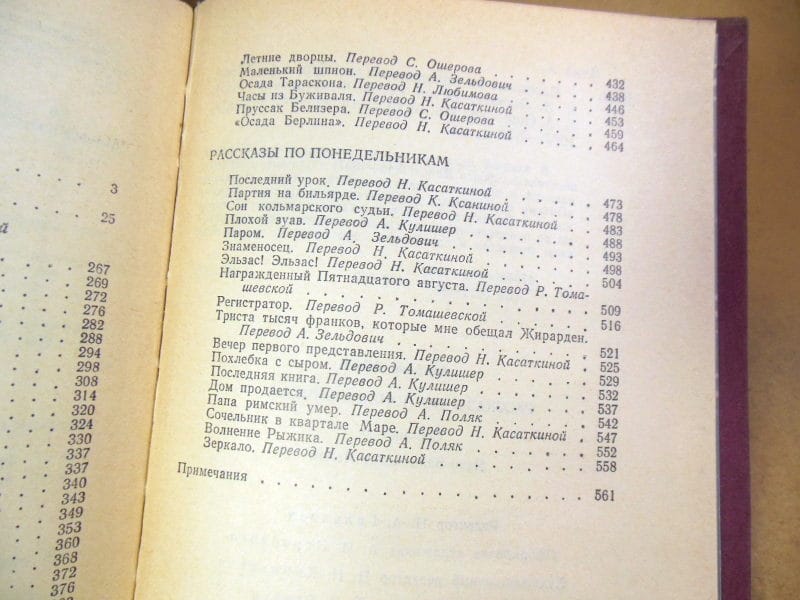 3
25
й
267
269
272
276
282
288
294
298
308
314
320
324
330
337
337
340
343
349
353
360
368
372
376
Летние дворцы. Перевод С. Ошерова . . . . . . . 432
Маленький шпион. Перевод А. Зельдович . . . . . . 438
Осада Тараскона. Перевод Н. Любимова . . . . . . 446
Часы из Буживаля. Перевод Н. Касаткиной . . . . . 453
Пруссак Белизера. Перевод С. Ошерова . . . . . . 459
«Осада Берлина». Перевод Н. Касаткиной . . . . . 464
РАССКАЗЫ ПО ПОНЕДЕЛЬНИКАМ
Последний урок. Перевод Н. Касаткиной . . . . . . 473
Партия на бильярде. Перевод К. Ксаниной . . . . . 478
Сон кольмарского судьи. Перевод Н. Касаткиной . . . 483
Плохой зуав. Перевод А. Кулишер . . . . . . . 488
Паром. Перевод А. Зельдович . . . . . . . . 493
Знаменосец. Перевод Н. Касаткиной . . . . . . . 498
Эльзас! Эльзас! Перевод Н. Касаткиной . . . . . . 504
Награжденный Пятнадцатого августа. Перевод Р. Тома-
шевской . . . . . . . . . . . . . 509
Регистратор. Перевод Р. Томашевской . . . . . . 516
Триста тысяч франков, которые мне обещал Жирарден.
Перевод А. Зельдович . . . . . . . . . 521
Вечер первого представления. Перевод Н. Касаткиной . 525
Похлебка с сыром. Перевод А. Кулишер . . . . . 529
Последняя книга. Перевод А. Кулишер . . . . . . 532
Дом продается. Перевод А. Кулишер . . . . . . 537
Папа римский умер. Перевод А. Поляк . . . . . . 542
Сочельник в квартале Маре. Перевод Н. Касаткиной . . 547
Волнение Рыжика. Перевод А. Поляк . . . . . . 552
Зеркало. Перевод Н. Касаткиной . . . . . . . 558
Примечания . . . . . . . . . . . . . 561